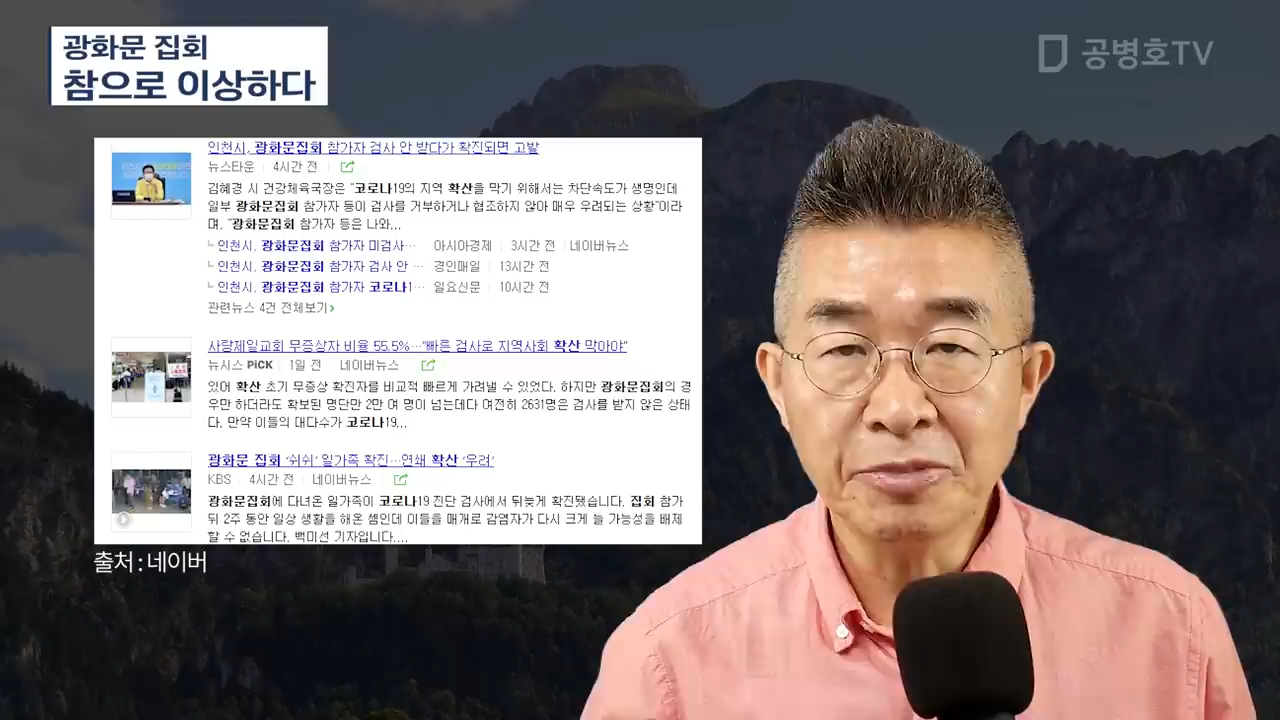 광화문 집회
참으로 이상하다
공병호TV
인천시, 광화문집회 참가자 검사 안 받다가 확진되면 고발
뉴스타운 | 4시간 전
김혜경 시 건강체육국장은 "코로나19의 지역 확산을 막기 위해서는 차단속도가 생명인데
일부 광화문집회 참가자 등이 검사를 거부하거나 협조하지 않아 매우 우려되는 상황"이라
며, "광화문집회 참가자 등은 나와...
인천시, 광화문집회 참가자 미검사… 아시아경제 | 3시간 전 | 네이버뉴스
인천시, 광화문집회 참가자 검사 안 … 경인매일 | 13시간 전
인천시, 광화문집회 참가자 코로나1… 일요신문 | 10시간 전
관련뉴스 4건 전체보기>
사랑제일교회 무증상자 비율 55.5%…"빠른 검사로 지역사회 확산 막아야"
뉴시스 PiCK | 1일 전 네이버뉴스
있어 확산 초기 무증상 확진자를 비교적 빠르게 가려낼 수 있었다. 하지만 광화문집회의 경
우만 하더라도 확보된 명단만 2만 여 명이 넘는데다 여전히 2631명은 검사를 받지 않은 상태
다. 만약 이들의 대다수가 코로나19...
광화문 집회 '쉬쉬' 일가족 확진…연쇄 확산 '우려'
KBS | 4시간 전 | 네이버뉴스
광화문집회에 다녀온 일가족이 코로나19 진단 검사에서 뒤늦게 확진됐습니다. 집회 참가
뒤 2주 동안 일상 생활을 해온 셈인데 이들을 매개로 감염자가 다시 크게 늘 가능성을 배제
할 수 없습니다. 백미선 기자입니다....
출처 : 네이버